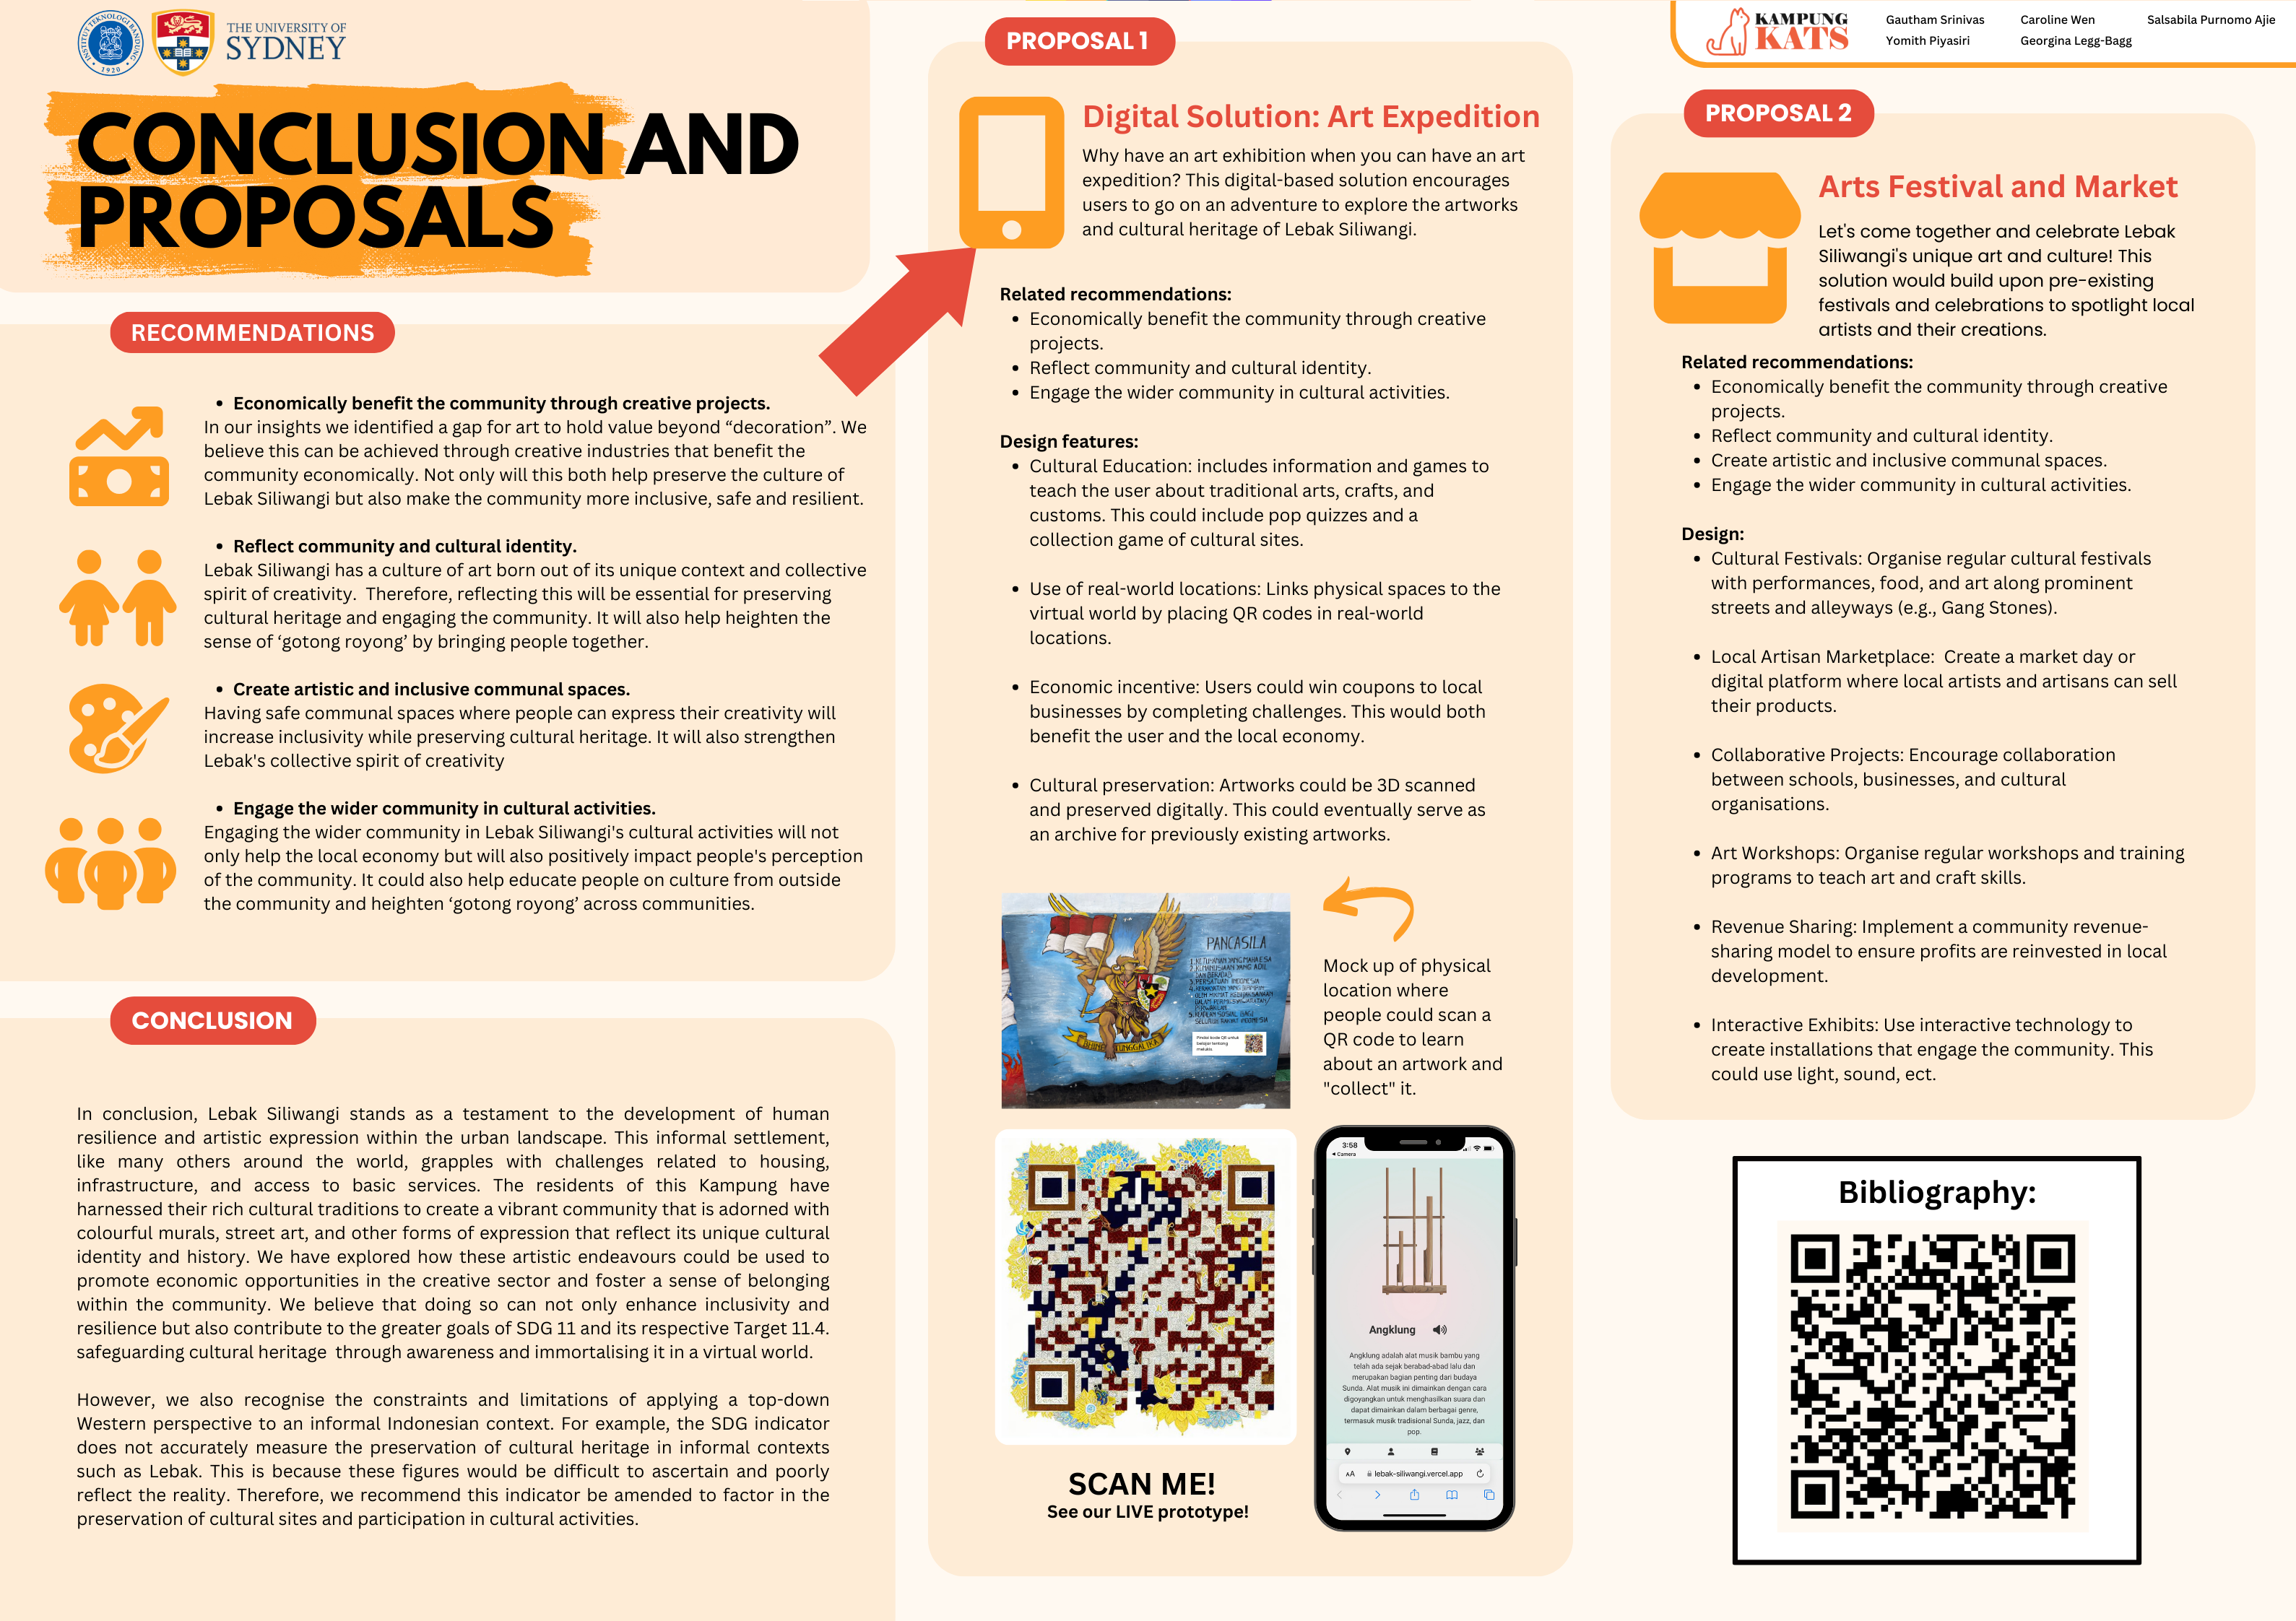 INSTITUT TEKNOLOGI BANDUNG
1920
THE UNIVERSITY OF
SYDNEY
CONCLUSION AND
PROPOSALS
RECOMMENDATIONS
• Economically benefit the community through creative projects.
In our insights we identified a gap for art to hold value beyond “decoration”. We
believe this can be achieved through creative industries that benefit the
community economically. Not only will this both help preserve the culture of
Lebak Siliwangi but also make the community more inclusive, safe and resilient.
• Reflect community and cultural identity.
Lebak Siliwangi has a culture of art born out of its unique context and collective
spirit of creativity.  Therefore, reflecting this will be essential for preserving
cultural heritage and engaging the community. It will also help heighten the
sense of ‘gotong royong’ by bringing people together.
• Create artistic and inclusive communal spaces.
Having safe communal spaces where people can express their creativity will
increase inclusivity while preserving cultural heritage. It will also strengthen
Lebak's collective spirit of creativity
• Engage the wider community in cultural activities.
Engaging the wider community in Lebak Siliwangi's cultural activities will not
only help the local economy but will also positively impact people's perception
of the community. It could also help educate people on culture from outside
the community and heighten ‘gotong royong’ across communities.
CONCLUSION
In conclusion, Lebak Siliwangi stands as a testament to the development of human
resilience and artistic expression within the urban landscape. This informal settlement,
like many others around the world, grapples with challenges related to housing,
infrastructure, and access to basic services. The residents of this Kampung have
harnessed their rich cultural traditions to create a vibrant community that is adorned with
colourful murals, street art, and other forms of expression that reflect its unique cultural
identity and history. We have explored how these artistic endeavours could be used to
promote economic opportunities in the creative sector and foster a sense of belonging
within the community. We believe that doing so can not only enhance inclusivity and
resilience but also contribute to the greater goals of SDG 11 and its respective Target 11.4.
safeguarding cultural heritage  through awareness and immortalising it in a virtual world.
However, we also recognise the constraints and limitations of applying a top-down
Western perspective to an informal Indonesian context. For example, the SDG indicator
does not accurately measure the preservation of cultural heritage in informal contexts
such as Lebak. This is because these figures would be difficult to ascertain and poorly
reflect the reality. Therefore, we recommend this indicator be amended to factor in the
preservation of cultural sites and participation in cultural activities.
PROPOSAL 1
Digital Solution: Art Expedition
Why have an art exhibition when you can have an art
expedition? This digital-based solution encourages
users to go on an adventure to explore the artworks
and cultural heritage of Lebak Siliwangi.
Related recommendations:
• Economically benefit the community through creative
projects.
• Reflect community and cultural identity.
• Engage the wider community in cultural activities.
Design features:
• Cultural Education: includes information and games to
teach the user about traditional arts, crafts, and
customs. This could include pop quizzes and a
collection game of cultural sites.
• Use of real-world locations: Links physical spaces to the
virtual world by placing QR codes in real-world
locations.
• Economic incentive: Users could win coupons to local
businesses by completing challenges. This would both
benefit the user and the local economy.
• Cultural preservation: Artworks could be 3D scanned
and preserved digitally. This could eventually serve as
an archive for previously existing artworks.
PANCASILA
1. KETUHANAN YANG MAHA ESA
2. KEMANUSIAAN YANG ADIL
DAN BERADAB
3. PERSATUAN INDONESIA
BHINNEKA TUNGGAL IKA
Mock up of physical
location where
people could scan a
QR code to learn
about an artwork and
"collect" it.
SCAN ME!
See our LIVE prototype!
3:58
Camera
Angklung
Angklung adalah alat musik bambu yang
telah ada sejak berabad-abad lalu dan
merupakan bagian penting dari budaya
Sunda. Alat musik ini dimainkan dengan cara
digoyangkan untuk menghasilkan suara dan
dapat dimainkan dalam berbagai genre,
termasuk musik tradisional Sunda, jazz, dan
pop.
AA lebak-siliwangi.vercel.app
KAMPUNG
KATS
Gautham Srinivas Caroline Wen Salsabila Purnomo Ajie
Yomith Piyasiri Georgina Legg-Bagg
PROPOSAL 2
Arts Festival and Market
Let's come together and celebrate Lebak
Siliwangi's unique art and culture! This
solution would build upon pre-existing
festivals and celebrations to spotlight local
artists and their creations.
Related recommendations:
• Economically benefit the community through creative
projects.
• Reflect community and cultural identity.
• Create artistic and inclusive communal spaces.
• Engage the wider community in cultural activities.
Design:
• Cultural Festivals: Organise regular cultural festivals
with performances, food, and art along prominent
streets and alleyways (e.g., Gang Stones).
• Local Artisan Marketplace:  Create a market day or
digital platform where local artists and artisans can sell
their products.
• Collaborative Projects: Encourage collaboration
between schools, businesses, and cultural
organisations.
• Art Workshops: Organise regular workshops and training
programs to teach art and craft skills.
• Revenue Sharing: Implement a community revenue-
sharing model to ensure profits are reinvested in local
development.
• Interactive Exhibits: Use interactive technology to
create installations that engage the community. This
could use light, sound, ect.
Bibliography: